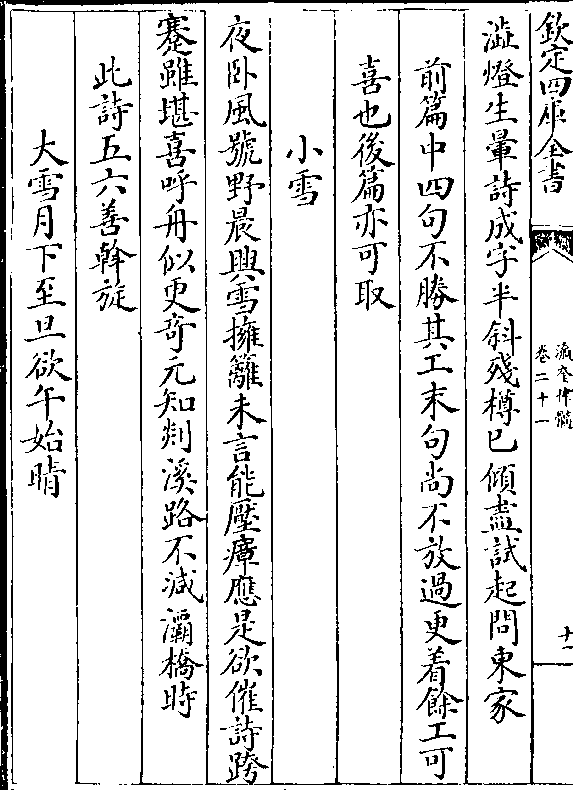 欽定四庫全書
瀛奎律髓
卷二十一
十一
澁燈生暈詩成字半斜殘樽已傾盡試起問東家
前篇中四句不勝其工末句尚不放過更着餘工可
喜也後篇亦可取
小雪
夜卧風號野晨興雪擁籬未言能壓瘴應是欲催詩跨
蹇雖堪喜呼舟似更奇元知剡溪路不減灞橋時
此詩五六善斡旋
大雪月下至旦欲午始晴